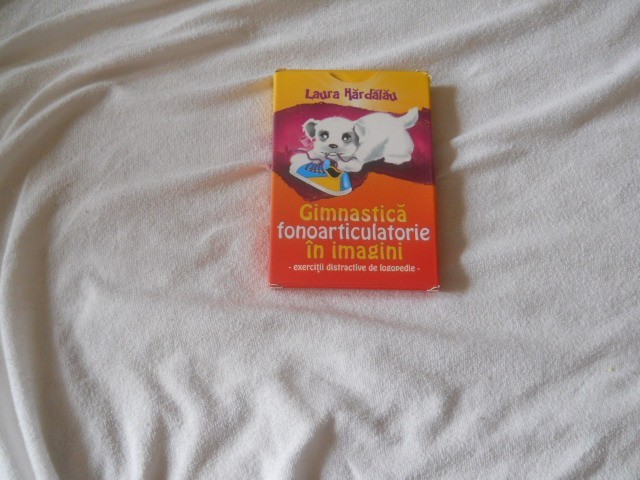 Laura Hărdălău
Gimnastică
fonoarticulatorie
în imagini
- exerciții distractive de logopedie -